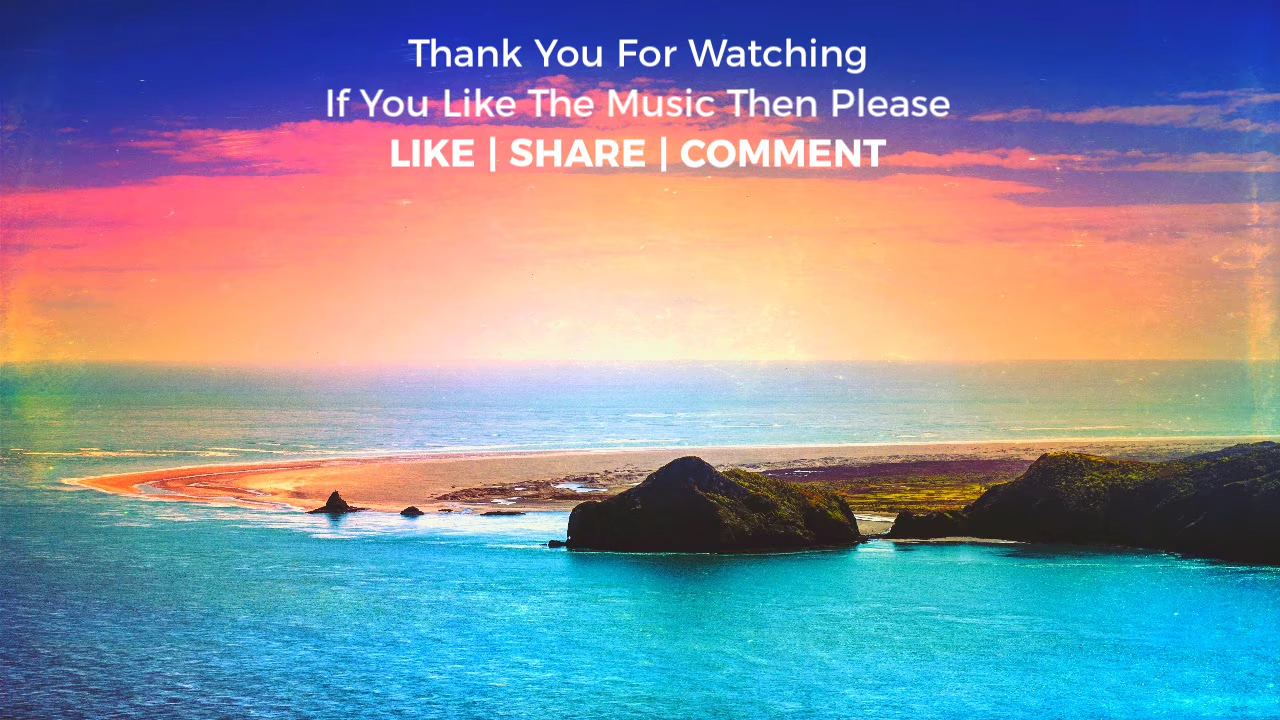 Thank You For Watching
If You Like The Music Then Please
LIKE | SHARE | COMMENT